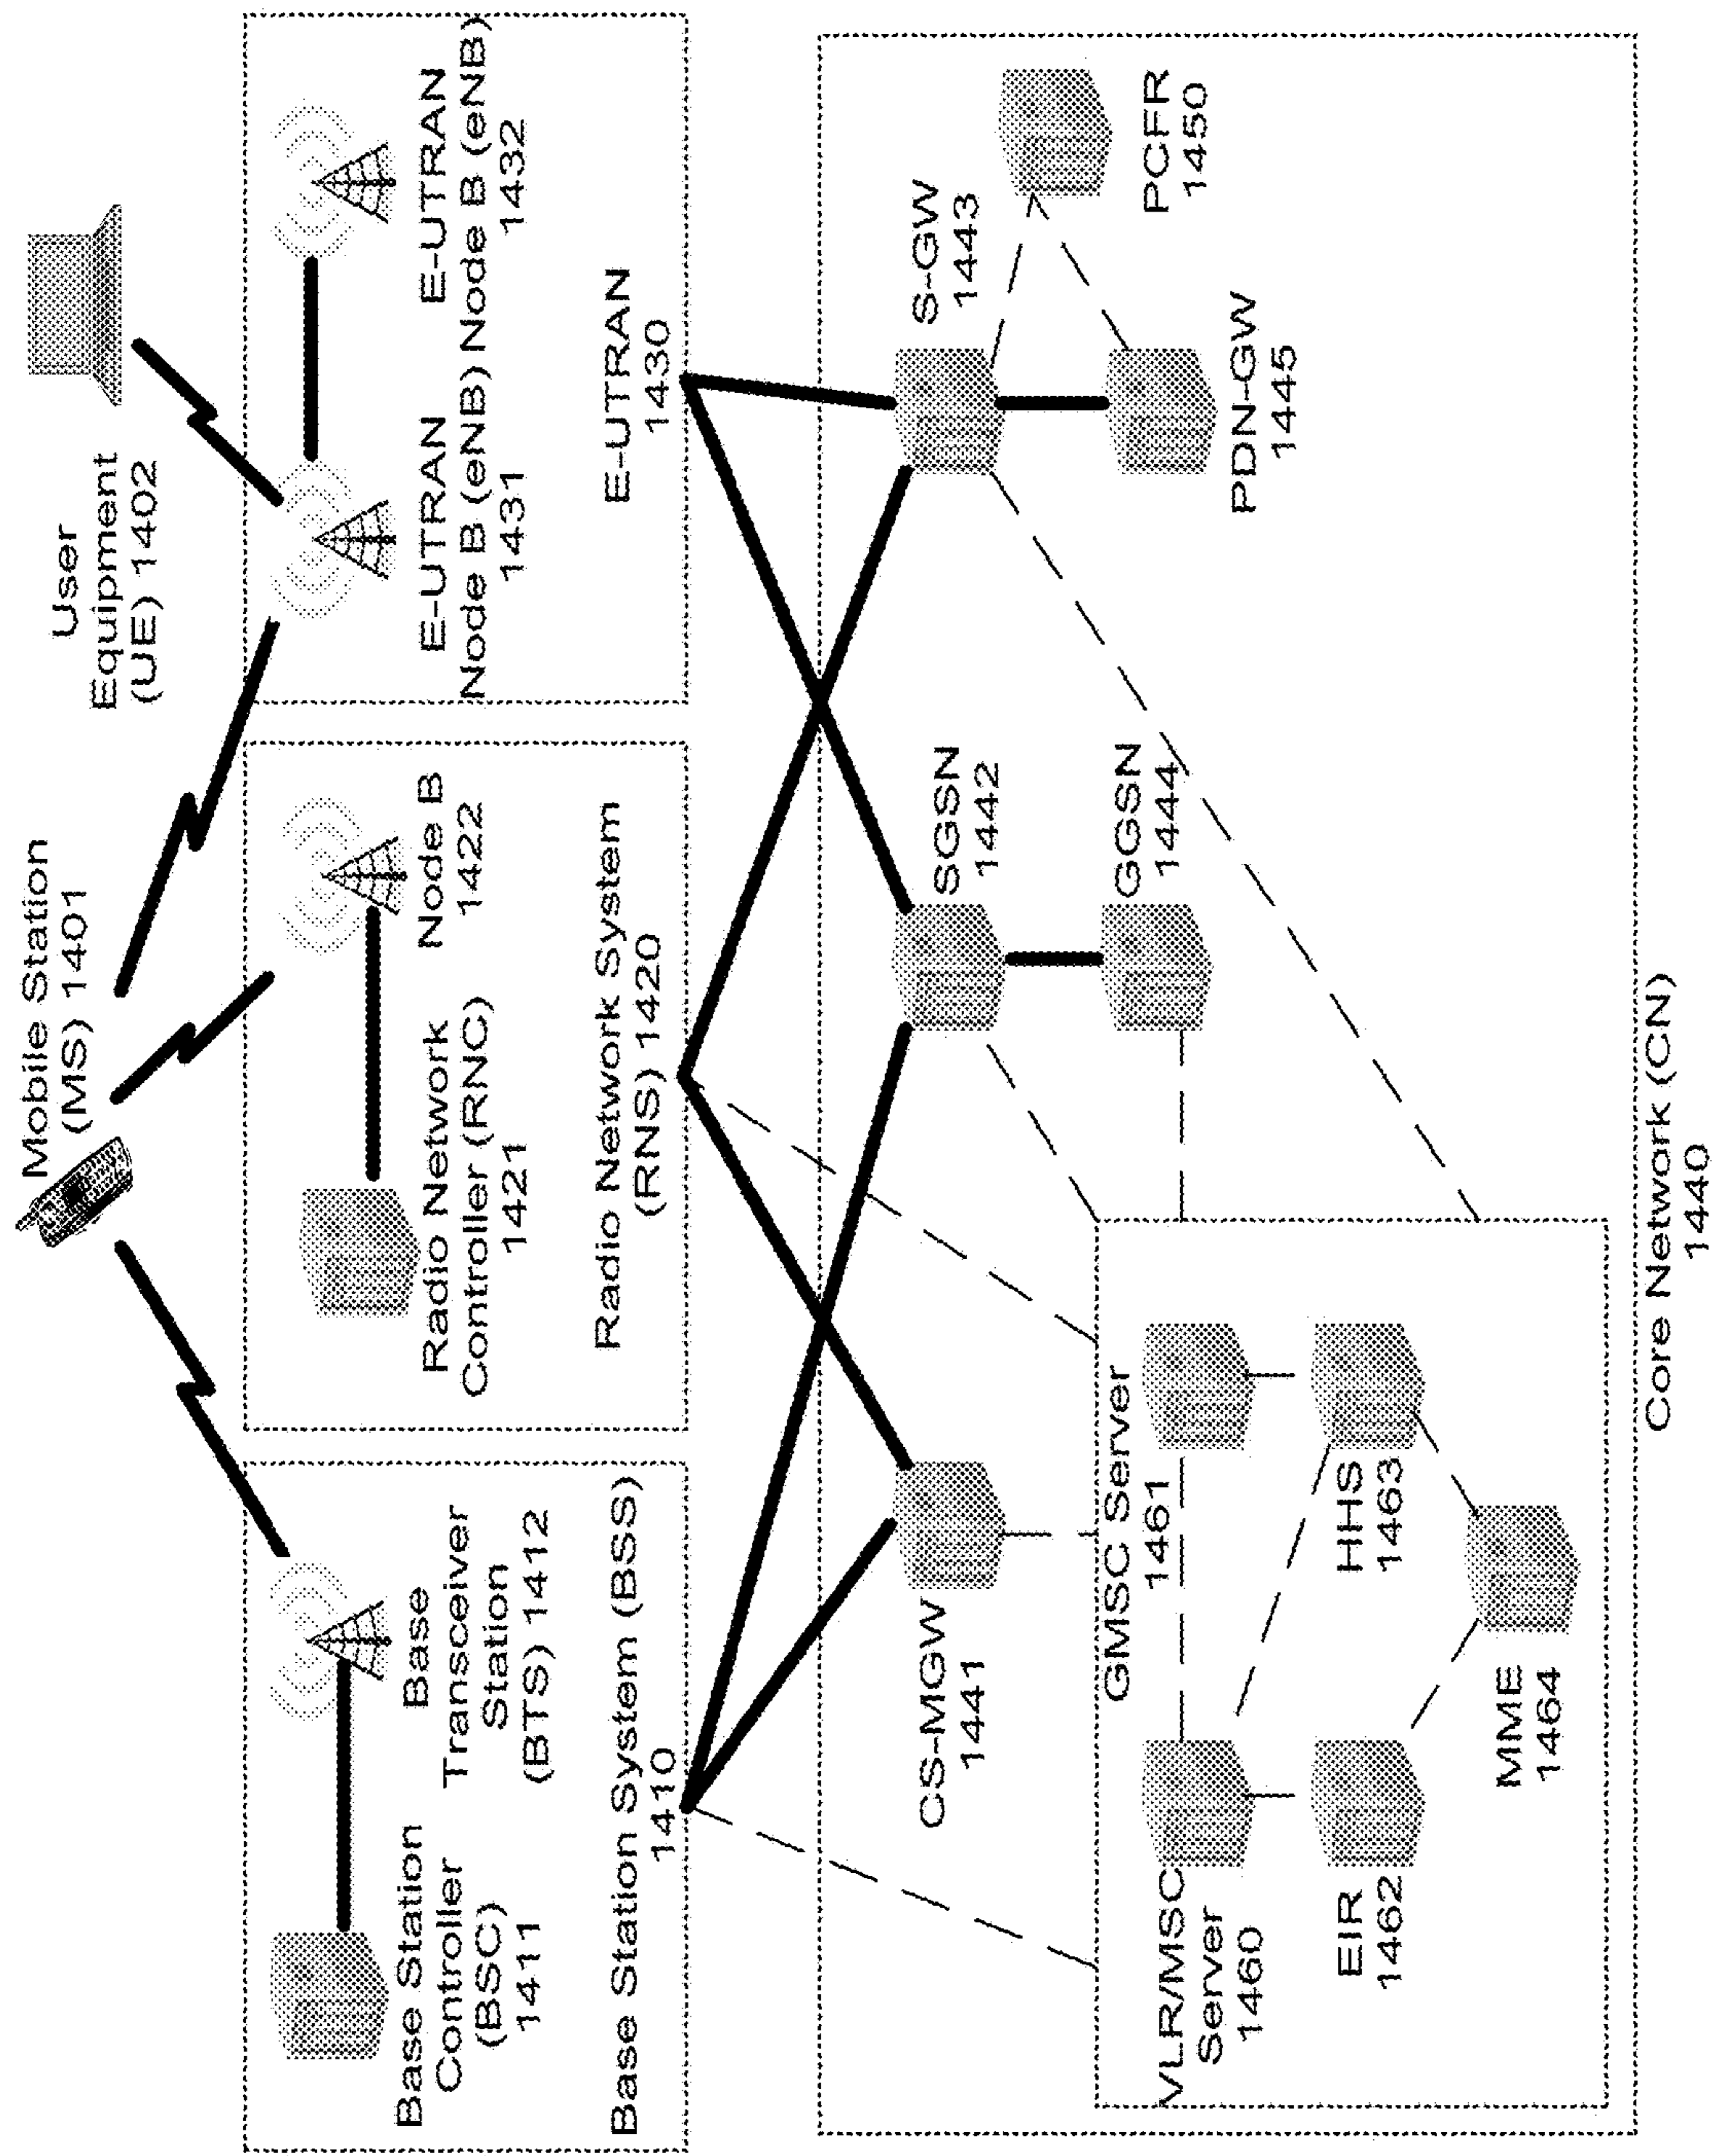 Mobile Station
(MS) 1401
User
Equipment
(UE) 1402
Base Station
Controller
(BSC)
1411
Base
Transceiver
Station
(BTS) 1412
Base Station System (BSS)
1410
Radio Network
Controller (RNC)
1421
Node B
1422
Radio Network System
(RNS) 1420
E-UTRAN
Node B (eNB)
1431
E-UTRAN
Node B (eNB)
1432
E-UTRAN
1430
CS-MGW
1441
SGSN
1442
S-GW
1443
GGSN
1444
PDN-GW
1445
PCFR
1450
GMSC Server
1461
VLR/MSC
Server
1460
HHS
1463
EIR
1462
MME
1464
Core Network (CN)
1440